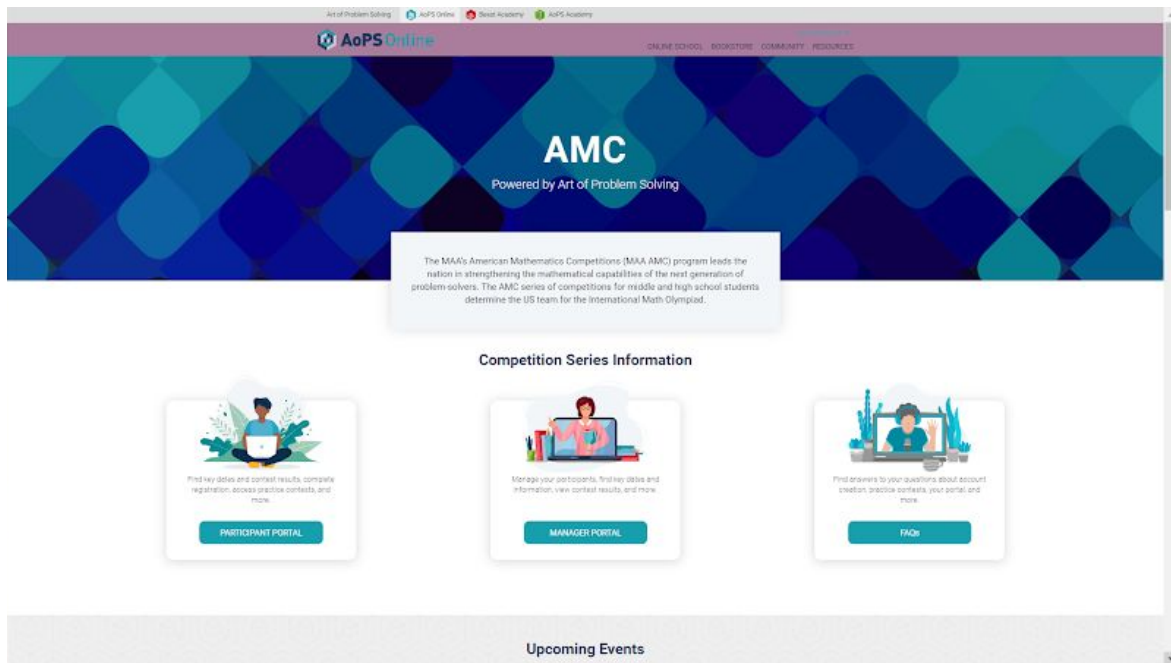 Art of Problem Solving AoPS Online Beast Academy AoPS Academy
AoPS Online
ONLINE SCHOOL BOOKSTORE COMMUNITY RESOURCES
AMC
Powered by Art of Problem Solving
The MAA's American Mathematics Competitions (MAA AMC) program leads the
nation in strengthening the mathematical capabilities of the next generation of
problem-solvers. The AMC series of competitions for middle and high school students
determine the US team for the International Math Olympiad.
Competition Series Information
Find key dates and contest results, complete
registration, access practice contests, and
more.
PARTICIPANT PORTAL
Manage your participants, find key dates and
information, view contest results, and more.
MANAGER PORTAL
Find answers to your questions about account
creation, practice contests, your portal, and
more.
FAQs
Upcoming Events